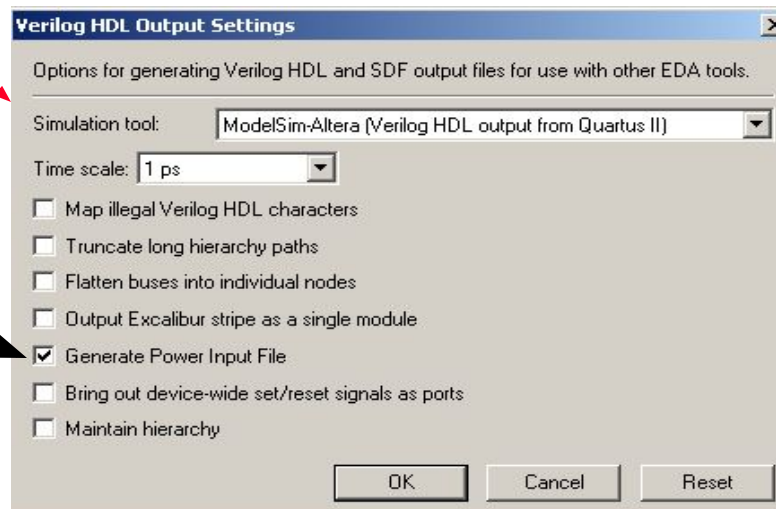 Verilog HDL Output Settings
Options for generating Verilog HDL and SDF output files for use with other EDA tools.
Simulation tool: ModelSim-Altera (Verilog HDL output from Quartus II)
Time scale: 1 ps
Map illegal Verilog HDL characters
Truncate long hierarchy paths
Flatten buses into individual nodes
Output Excalibur stripe as a single module
Generate Power Input File
Bring out device-wide set/reset signals as ports
Maintain hierarchy
OK Cancel Reset